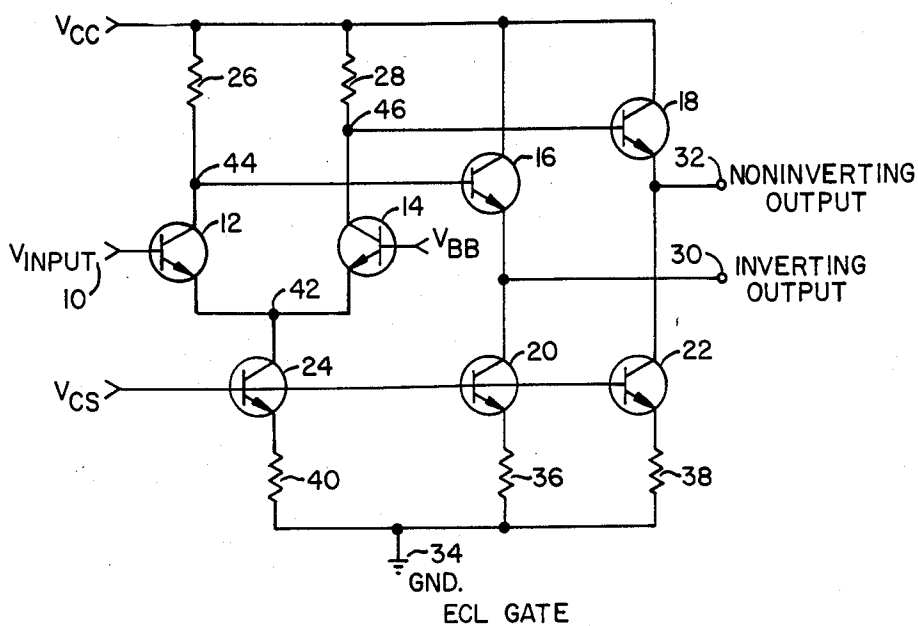 VCC
26
28
18
46
44
16
32
NONINVERTING
OUTPUT
12
14
VINPUT
VBB
10
30
INVERTING
OUTPUT
42
24
20
22
VCS
40
36
38
34
GND.
ECL GATE